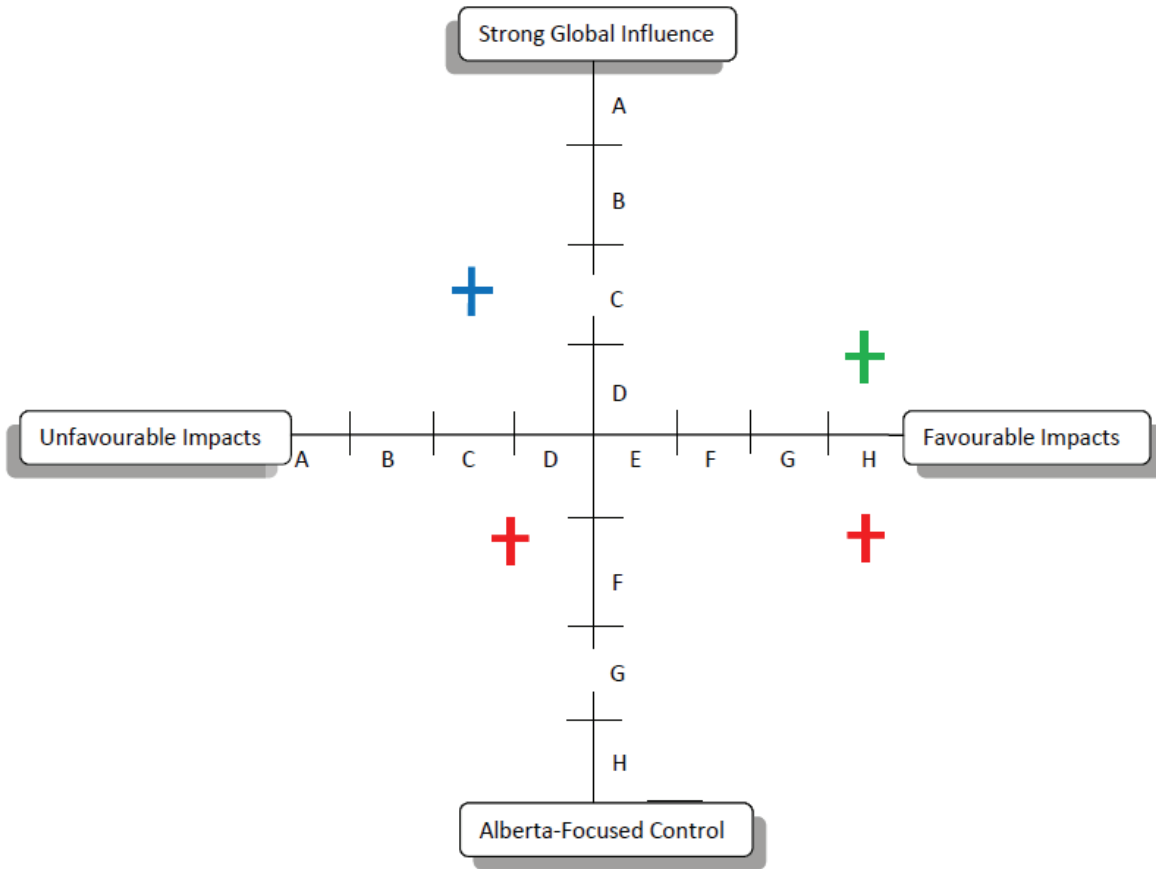 Strong Global Influence
A
B
C
D
Unfavourable Impacts
Favourable Impacts
A B C D E F G H
F
G
H
Alberta-Focused Control